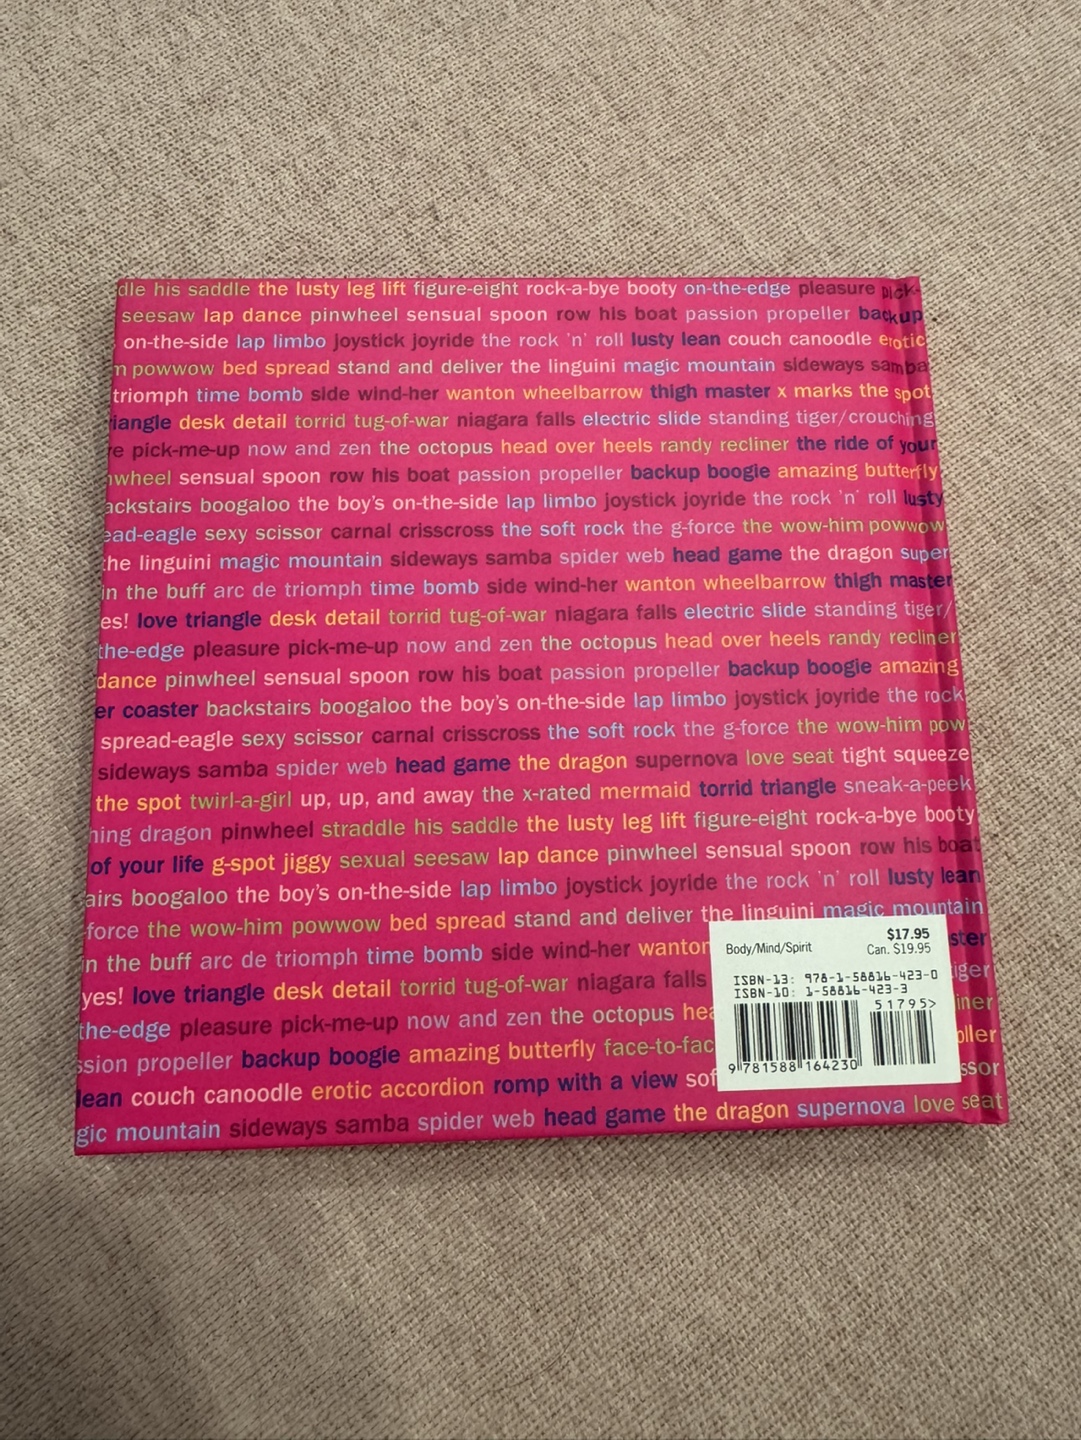 dle his saddle the lusty leg lift figure-eight rock-a-bye booty on-the-edge pleasure pick-
seesaw lap dance pinwheel sensual spoon row his boat passion propeller backup
on-the-side lap limbo joystick joyride the rock 'n' roll lusty lean couch canoodle erotic
m powwow bed spread stand and deliver the linguini magic mountain sideways samba
triomph time bomb side wind-her wanton wheelbarrow thigh master x marks the spot
iangle desk detail torrid tug-of-war niagara falls electric slide standing tiger/crouching
re pick-me-up now and zen the octopus head over heels randy recliner the ride of your
nwheel sensual spoon row his boat passion propeller backup boogie amazing butterfly
ackstairs boogaloo the boy's on-the-side lap limbo joystick joyride the rock 'n' roll lusty
ead-eagle sexy scissor carnal crisscross the soft rock the g-force the wow-him powwow
the linguini magic mountain sideways samba spider web head game the dragon super
in the buff arc de triomph time bomb side wind-her wanton wheelbarrow thigh master
es! love triangle desk detail torrid tug-of-war niagara falls electric slide standing tiger/
the-edge pleasure pick-me-up now and zen the octopus head over heels randy recliner
dance pinwheel sensual spoon row his boat passion propeller backup boogie amazing
er coaster backstairs boogaloo the boy's on-the-side lap limbo joystick joyride the rock
spread-eagle sexy scissor carnal crisscross the soft rock the g-force the wow-him pow
sideways samba spider web head game the dragon supernova love seat tight squeeze
the spot twirl-a-girl up, up, and away the x-rated mermaid torrid triangle sneak-a-peek
hing dragon pinwheel straddle his saddle the lusty leg lift figure-eight rock-a-bye booty
of your life g-spot jiggy sexual seesaw lap dance pinwheel sensual spoon row his boat
airs boogaloo the boy's on-the-side lap limbo joystick joyride the rock 'n' roll lusty lean
-force the wow-him powwow bed spread stand and deliver the linguini magic mountain
in the buff arc de triomph time bomb side wind-her wanton ster
yes! love triangle desk detail torrid tug-of-war niagara falls tiger
the-edge pleasure pick-me-up now and zen the octopus hea iner
ssion propeller backup boogie amazing butterfly face-to-fac oller
lean couch canoodle erotic accordion romp with a view sof ssor
gic mountain sideways samba spider web head game the dragon supernova love seat
$17.95
Body/Mind/Spirit Can. $19.95
ISBN-13: 978-1-58816-423-0
ISBN-10: 1-58816-423-3
51795>
9 781588 164230